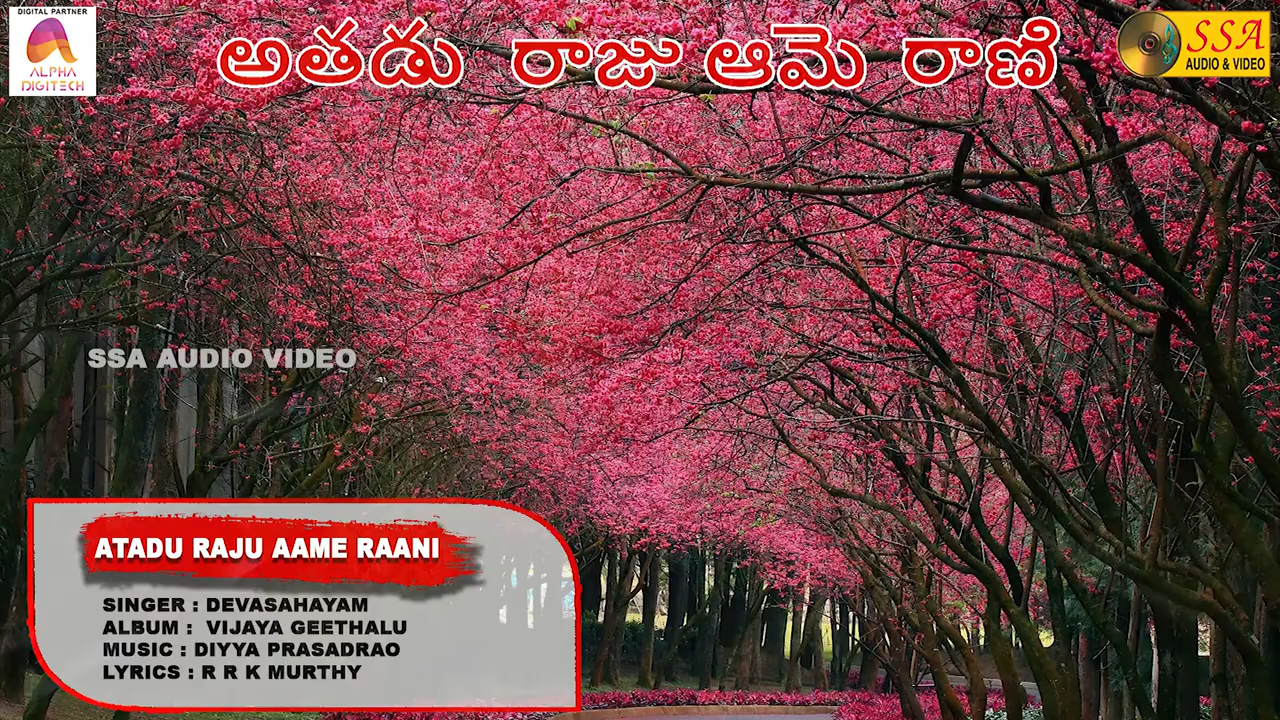 DIGITAL PARTNER
ALPHA
DIGITECH
అతడు రాజు ఆమె రాణి
SSA
AUDIO & VIDEO
SSA AUDIO VIDEO
ATADU RAJU AAME RAANI
SINGER : DEVASAHAYAM
ALBUM : VIJAYA GEETHALU
MUSIC : DIYYA PRASADRAO
LYRICS : R R K MURTHY